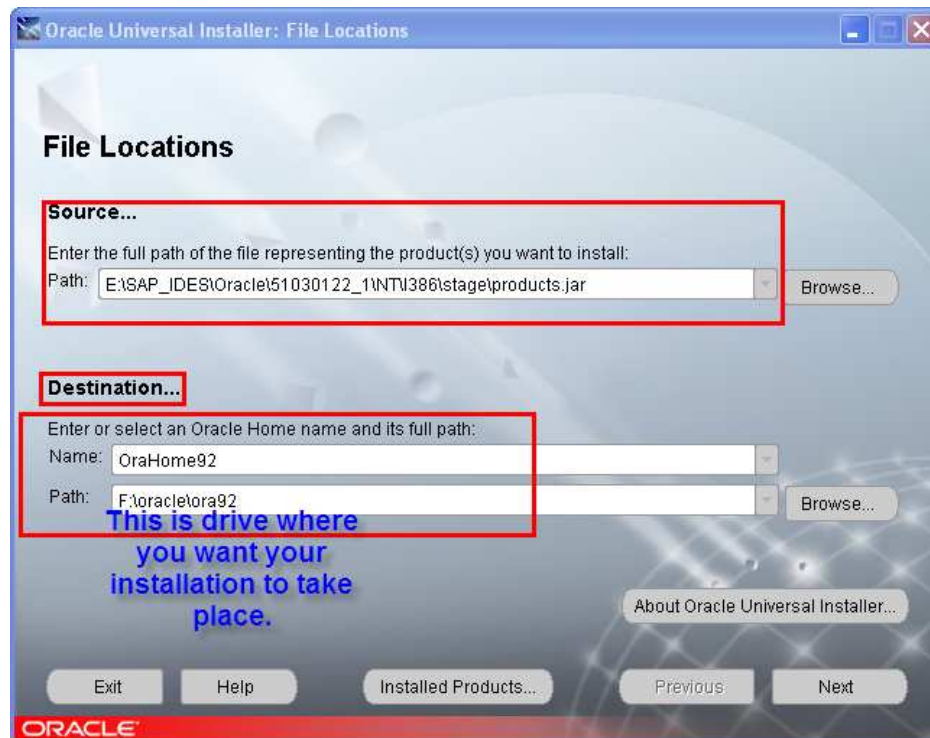 Oracle Universal Installer: File Locations
File Locations
Source...
Enter the full path of the file representing the product(s) you want to install:
Path: E:\SAP_IDES\Oracle\51030122_1\NT\I386\stage\products.jar Browse...
Destination...
Enter or select an Oracle Home name and its full path:
Name: OraHome92
Path: F:\oracle\ora92 Browse...
This is drive where
you want your
installation to take
place.
About Oracle Universal Installer...
Exit Help Installed Products... Previous Next
ORACLE